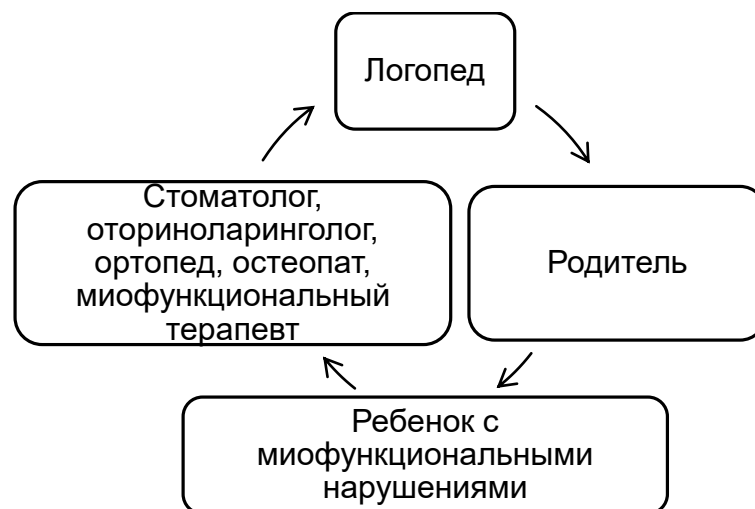 Логопед
Стоматолог,
оториноларинголог,
ортопед, остеопат,
миофункциональный
терапевт
Родитель
Ребенок с
миофункциональными
нарушениями